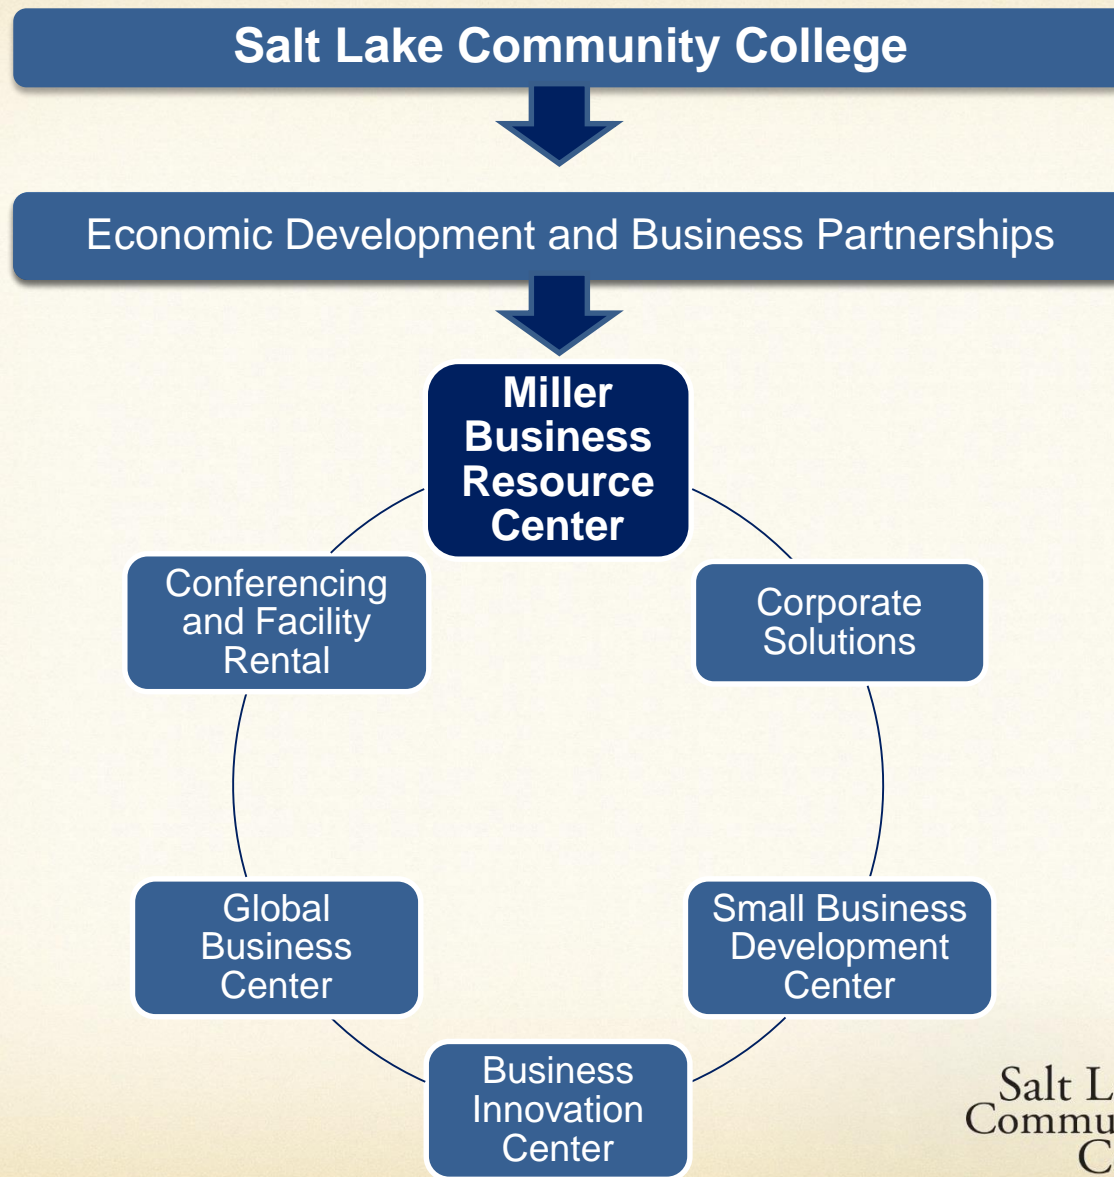 Salt Lake Community College
Economic Development and Business Partnerships
Miller
Business
Resource
Center
Conferencing
and Facility
Rental
Corporate
Solutions
Global
Business
Center
Small Business
Development
Center
Business
Innovation
Center
Salt